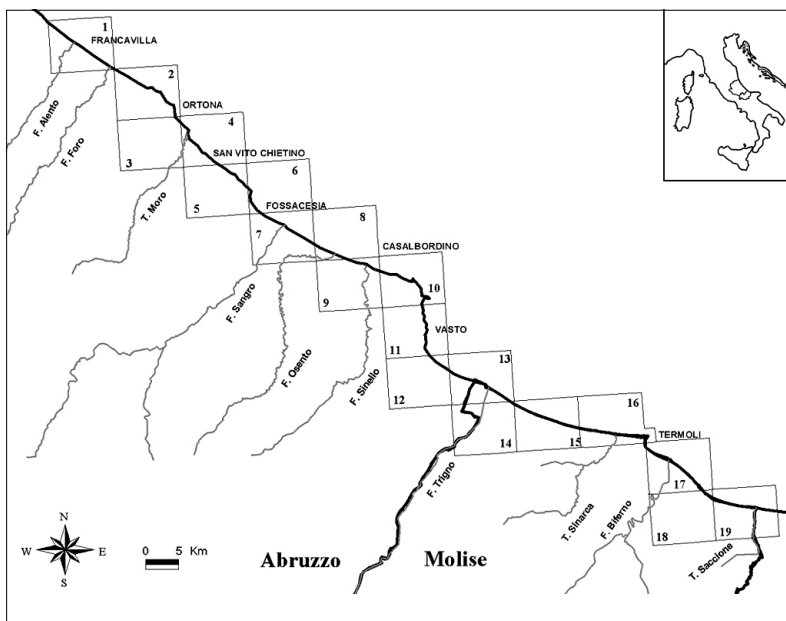 1
FRANCAVILLA
2
F. Alento
F. Foro
ORTONA
4
3
SAN VITO CHIETINO
T. Moro
6
5
FOSSACESIA
8
7
CASALBORDINO
F. Sangro
9
10
VASTO
F. Osento
F. Sinello
11
13
12
16
14
15
TERMOLI
F. Trigno
17
T. Sinarca
F. Biferno
18
19
T. Saccione
N
W
E
S
0 5 Km
Abruzzo
Molise